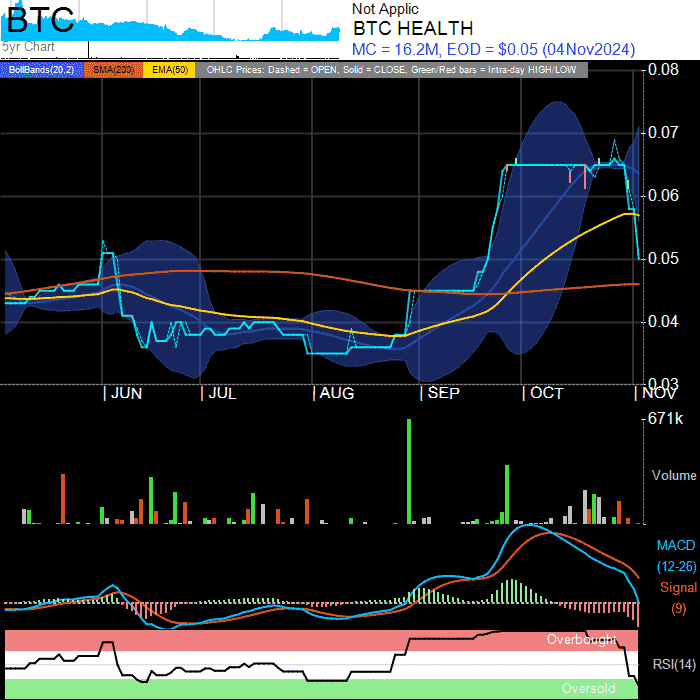 BTC
Not Applic
BTC HEALTH
5yr Chart
MC = 16.2M, EOD = $0.05 (04Nov2024)
BollBands(20,2) SMA(200) EMA(50) OHLC Prices: Dashed = OPEN, Solid = CLOSE, Green/Red bars = Intra-day HIGH/LOW
0.08
0.07
0.06
0.05
0.04
0.03
JUN JUL AUG SEP OCT NOV
671k
Volume
MACD
(12-26)
Signal
(9)
Overbought
RSI(14)
Oversold